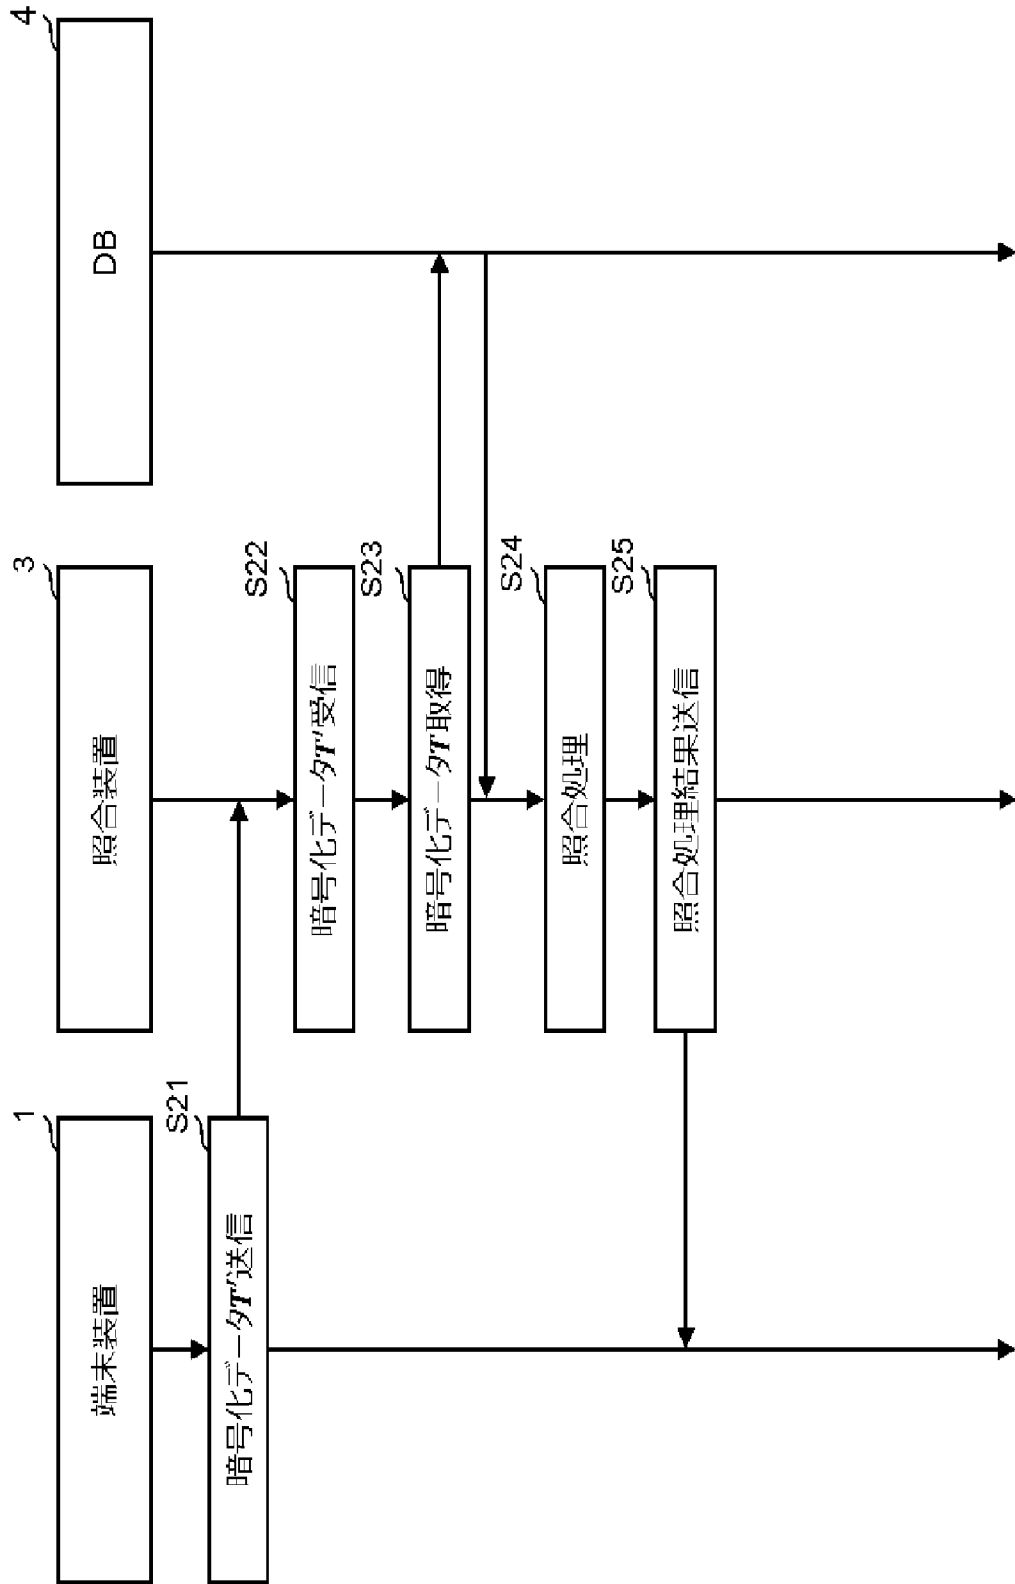 1
端末装置
3
照合装置
4
DB
S21
暗号化データT'送信
S22
暗号化データT'受信
S23
暗号化データT取得
S24
照合処理
S25
照合処理結果送信